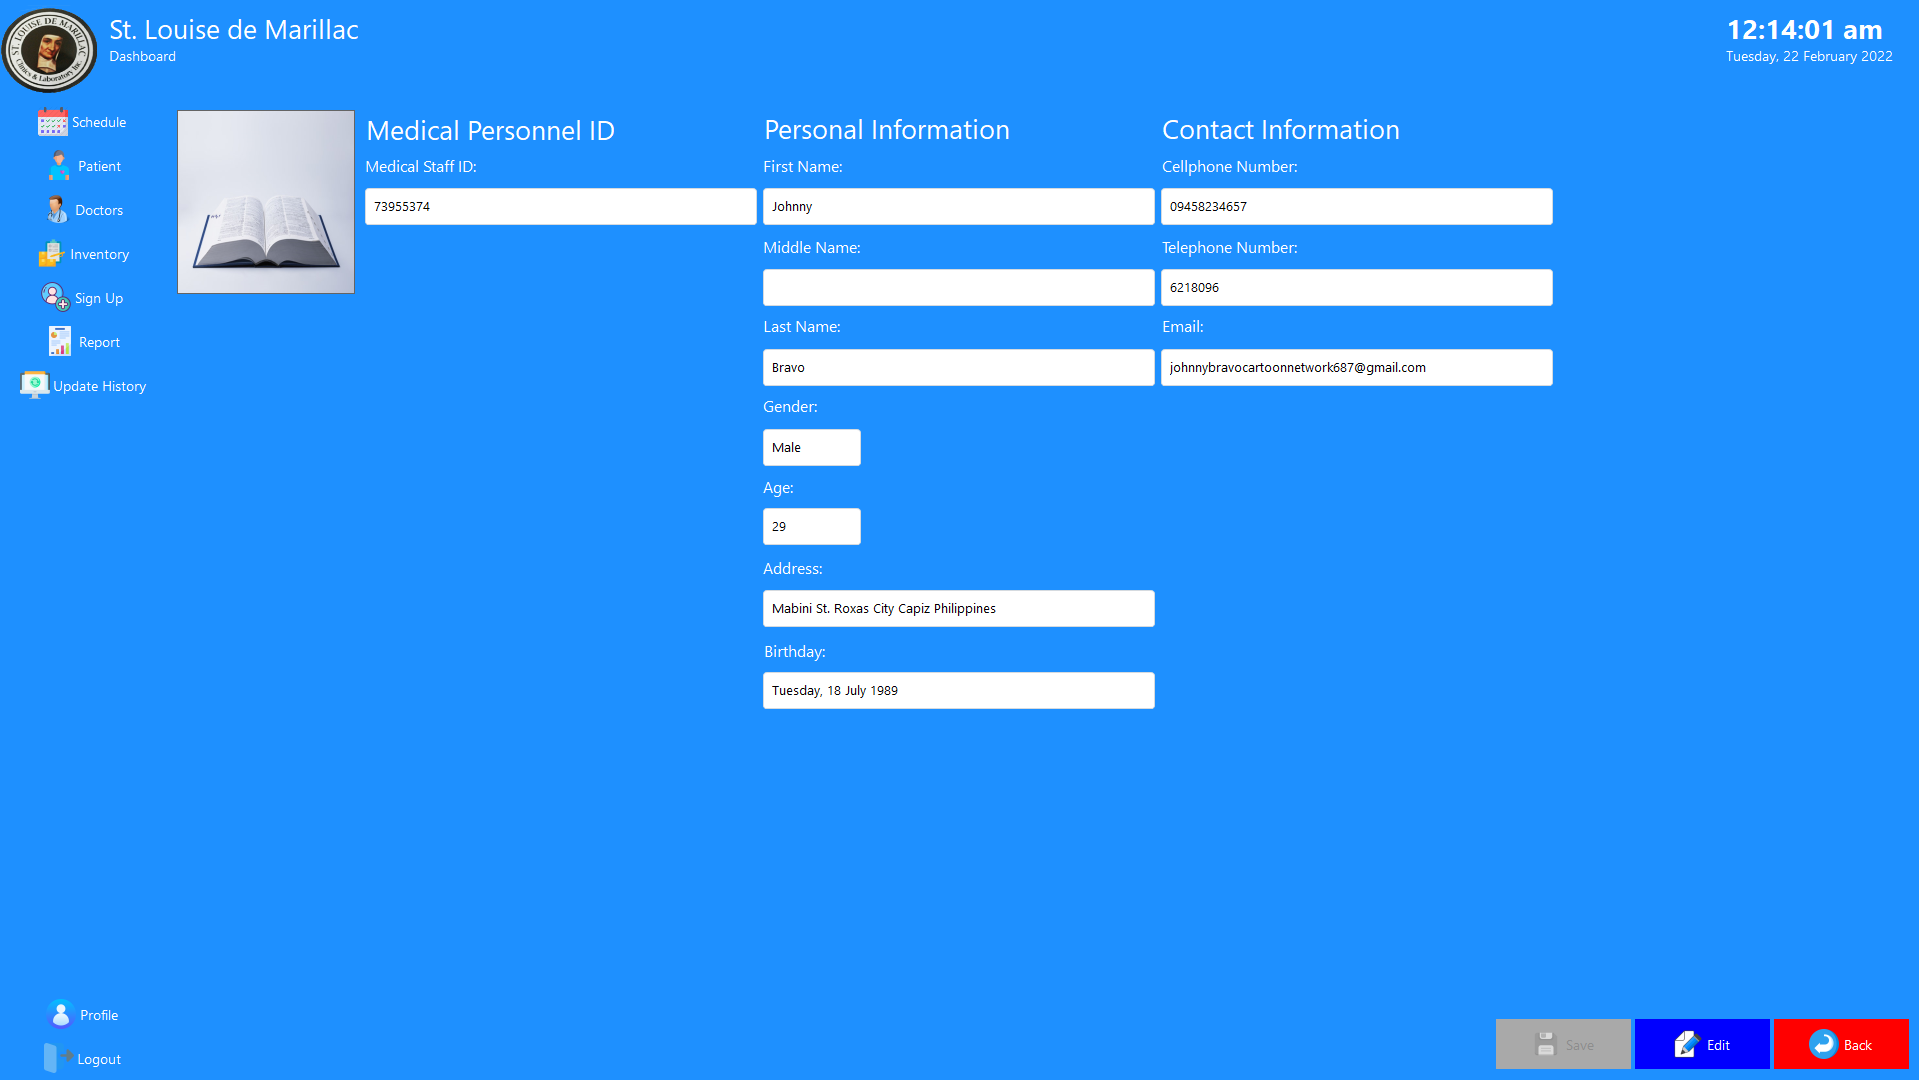 ST. LOUISE DE MARILLAC
Clinics & Laboratory Inc.
St. Louise de Marillac
Dashboard
12:14:01 am
Tuesday, 22 February 2022
Schedule
Patient
Doctors
Inventory
Sign Up
Report
Update History
Profile
Logout
Medical Personnel ID
Medical Staff ID:
73955374
Personal Information
First Name:
Johnny
Middle Name:
Last Name:
Bravo
Gender:
Male
Age:
29
Address:
Mabini St. Roxas City Capiz Philippines
Birthday:
Tuesday, 18 July 1989
Contact Information
Cellphone Number:
09458234657
Telephone Number:
6218096
Email:
johnnybravocartoonnetwork687@gmail.com
Save
Edit
Back